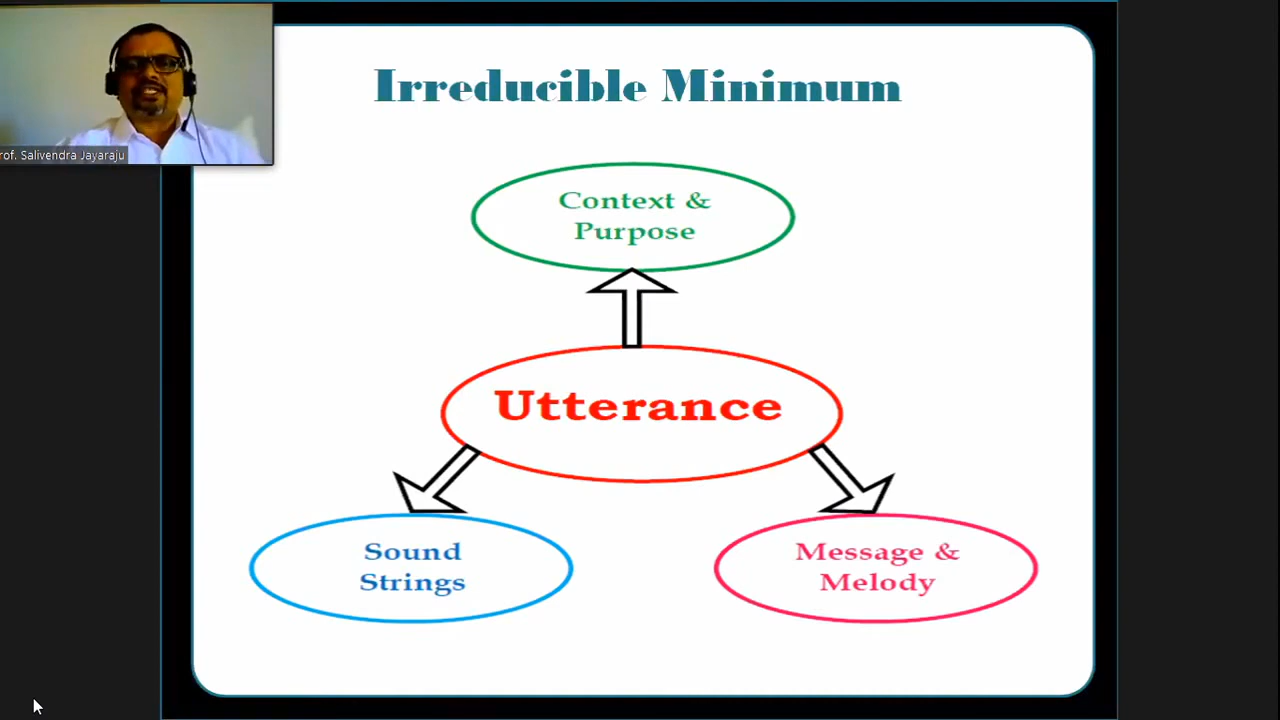 Irreducible Minimum
rof. Salivendra Jayaraju
Context &
Purpose
Utterance
Sound
Strings
Message &
Melody